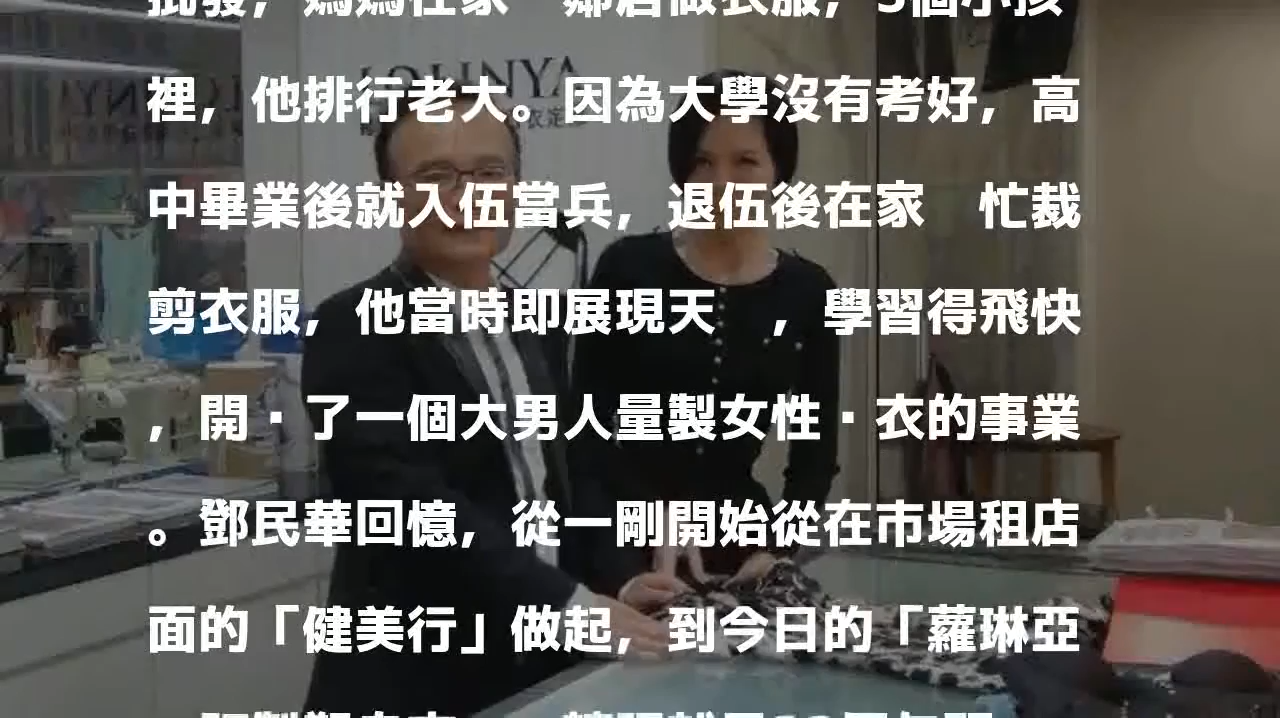 批發，媽媽在家　鄰店做衣服，3個小孩
裡，他排行老大。因為大學沒有考好，高
中畢業後就入伍當兵，退伍後在家　忙裁
剪衣服，他當時即展現天　，學習得飛快
，開·了一個大男人量製女性·衣的事業
。鄧民華回憶，從一剛開始從在市場租店
面的「健美行」做起，到今日的「蘿琳亞